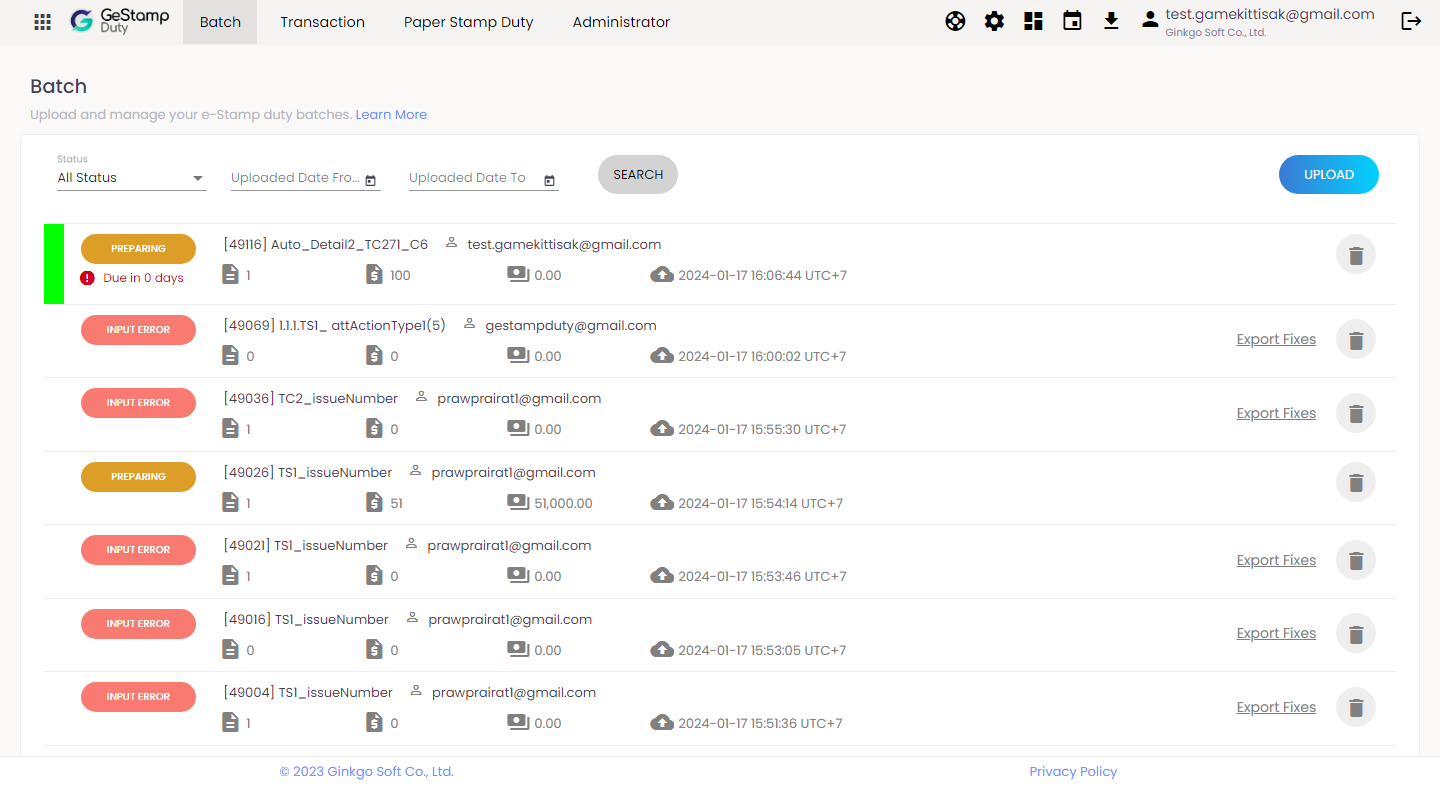 GeStamp Duty Batch Transaction Paper Stamp Duty Administrator test.gamekittisak@gmail.com
Ginkgo Soft Co., Ltd.
Batch
Upload and manage your e-Stamp duty batches. Learn More
Status
All Status Uploaded Date Fro... Uploaded Date To SEARCH UPLOAD
PREPARING [49116] Auto_Detail2_TC271_C6 test.gamekittisak@gmail.com
Due in 0 days 1 100 0.00 2024-01-17 16:06:44 UTC+7
INPUT ERROR [49069] 1.1.1.TS1_ attActionType1(5) gestampduty@gmail.com
0 0 0.00 2024-01-17 16:00:02 UTC+7 Export Fixes
INPUT ERROR [49036] TC2_issueNumber prawprairat1@gmail.com
1 0 0.00 2024-01-17 15:55:30 UTC+7 Export Fixes
PREPARING [49026] TS1_issueNumber prawprairat1@gmail.com
1 51 51,000.00 2024-01-17 15:54:14 UTC+7
INPUT ERROR [49021] TS1_issueNumber prawprairat1@gmail.com
1 0 0.00 2024-01-17 15:53:46 UTC+7 Export Fixes
INPUT ERROR [49016] TS1_issueNumber prawprairat1@gmail.com
0 0 0.00 2024-01-17 15:53:05 UTC+7 Export Fixes
INPUT ERROR [49004] TS1_issueNumber prawprairat1@gmail.com
1 0 0.00 2024-01-17 15:51:36 UTC+7 Export Fixes
© 2023 Ginkgo Soft Co., Ltd. Privacy Policy